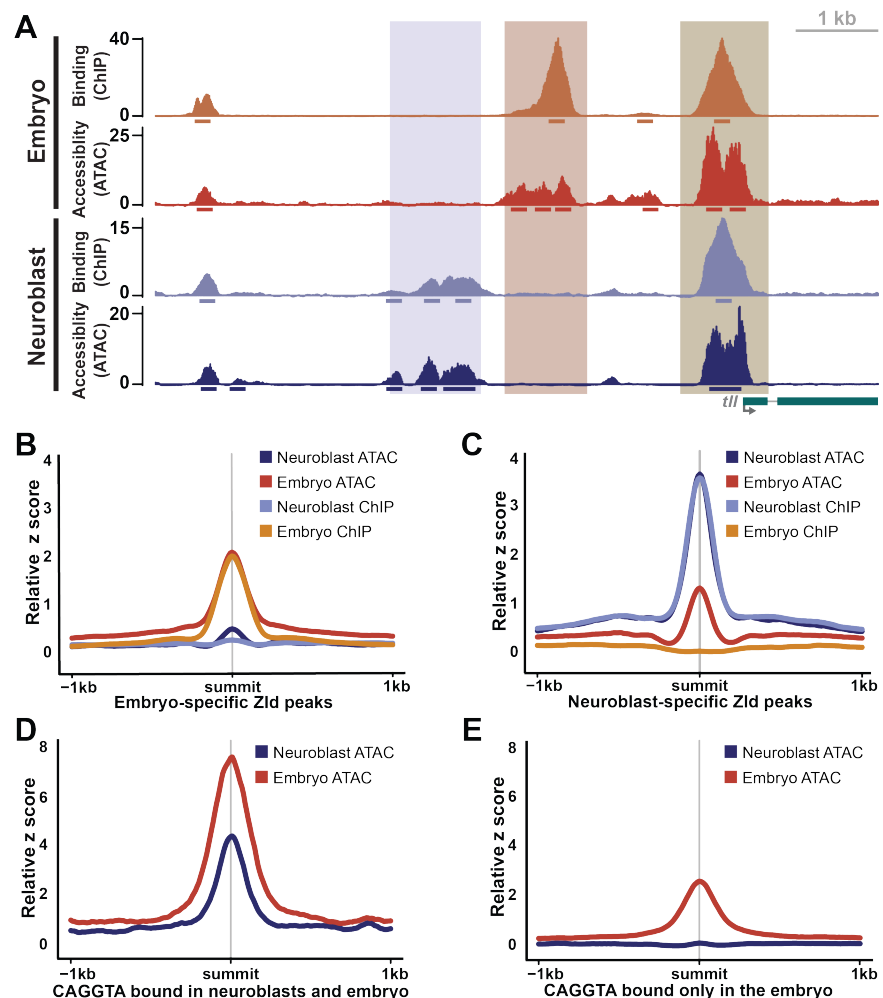 A
1 kb
Embryo
Binding
(ChIP)
40
0
Accessiblity
(ATAC)
25
0
Neuroblast
Binding
(ChIP)
15
0
Accessiblity
(ATAC)
20
0
tll
B
Relative z score
4
3
2
1
0
Neuroblast ATAC
Embryo ATAC
Neuroblast ChIP
Embryo ChIP
−1kb
summit
1kb
Embryo-specific Zld peaks
C
Relative z score
4
3
2
1
0
Neuroblast ATAC
Embryo ATAC
Neuroblast ChIP
Embryo ChIP
−1kb
summit
1kb
Neuroblast-specific Zld peaks
D
Relative z score
8
6
4
2
0
Neuroblast ATAC
Embryo ATAC
−1kb
summit
1kb
CAGGTA bound in neuroblasts and embryo
E
Relative z score
8
6
4
2
0
Neuroblast ATAC
Embryo ATAC
−1kb
summit
1kb
CAGGTA bound only in the embryo